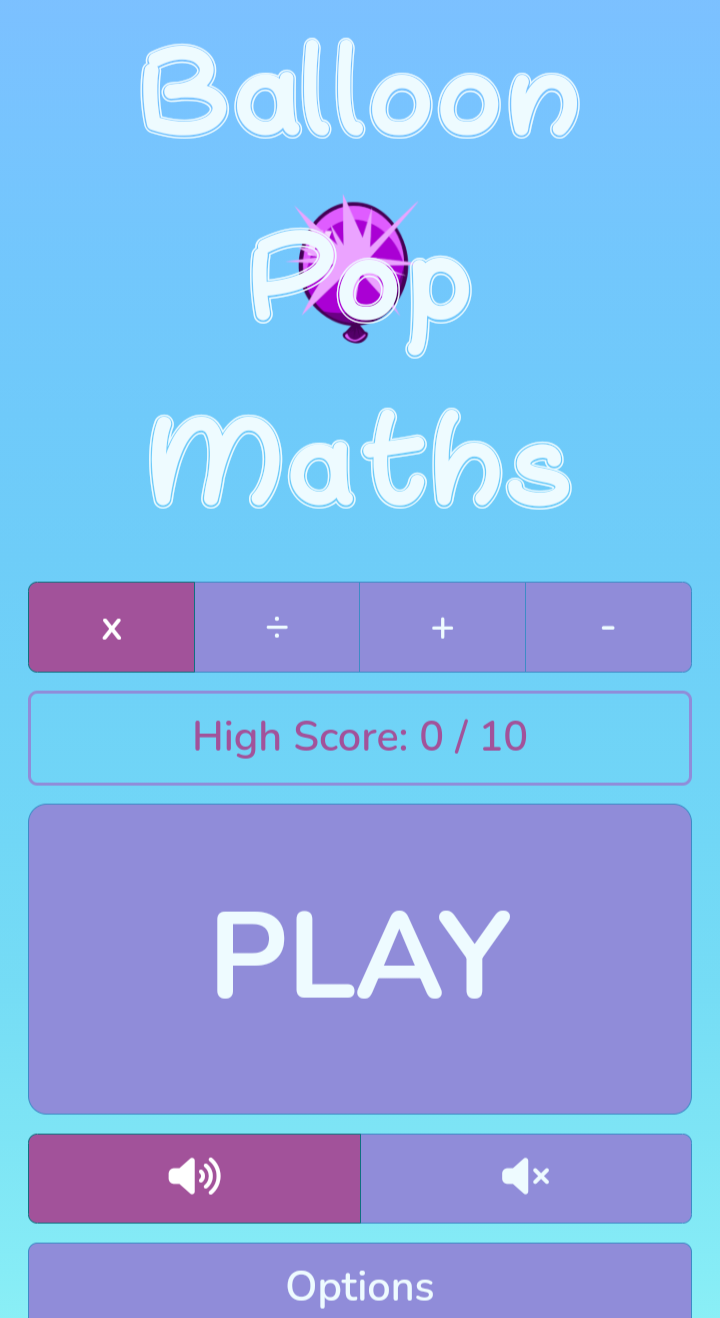 Balloon
Pop
Maths
x ÷ + -
High Score: 0 / 10
PLAY
Options